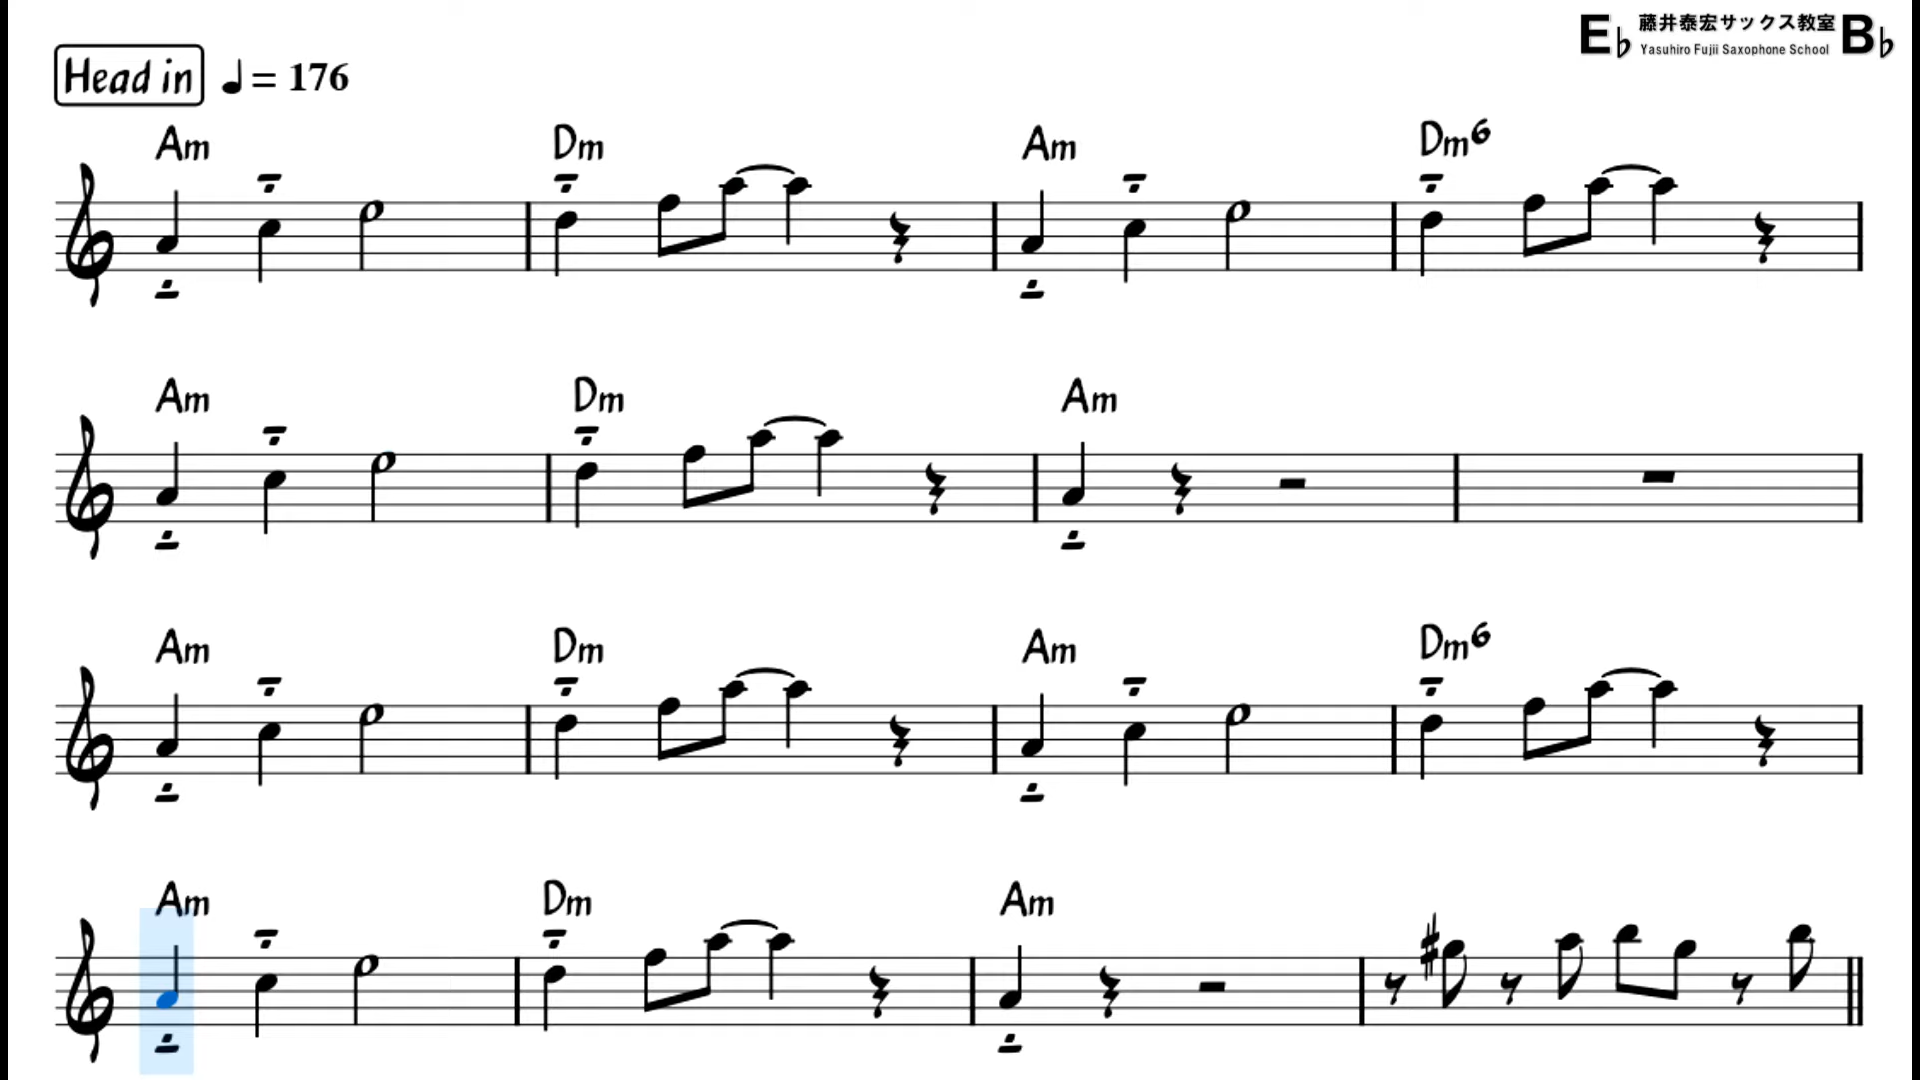 E♭ 藤井泰宏サックス教室 B♭
Yasuhiro Fujii Saxophone School
Head in ♩= 176
Am Dm Am Dm6
Am Dm Am
Am Dm Am Dm6
Am Dm Am